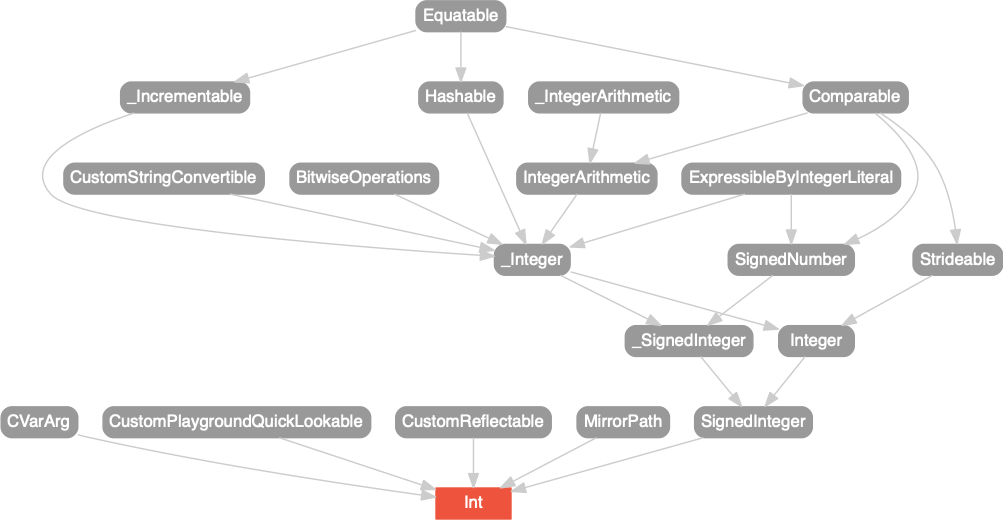 Equatable
_Incrementable
Hashable
_IntegerArithmetic
Comparable
CustomStringConvertible
BitwiseOperations
IntegerArithmetic
ExpressibleByIntegerLiteral
_Integer
SignedNumber
Strideable
_SignedInteger
Integer
CVarArg
CustomPlaygroundQuickLookable
CustomReflectable
MirrorPath
SignedInteger
Int